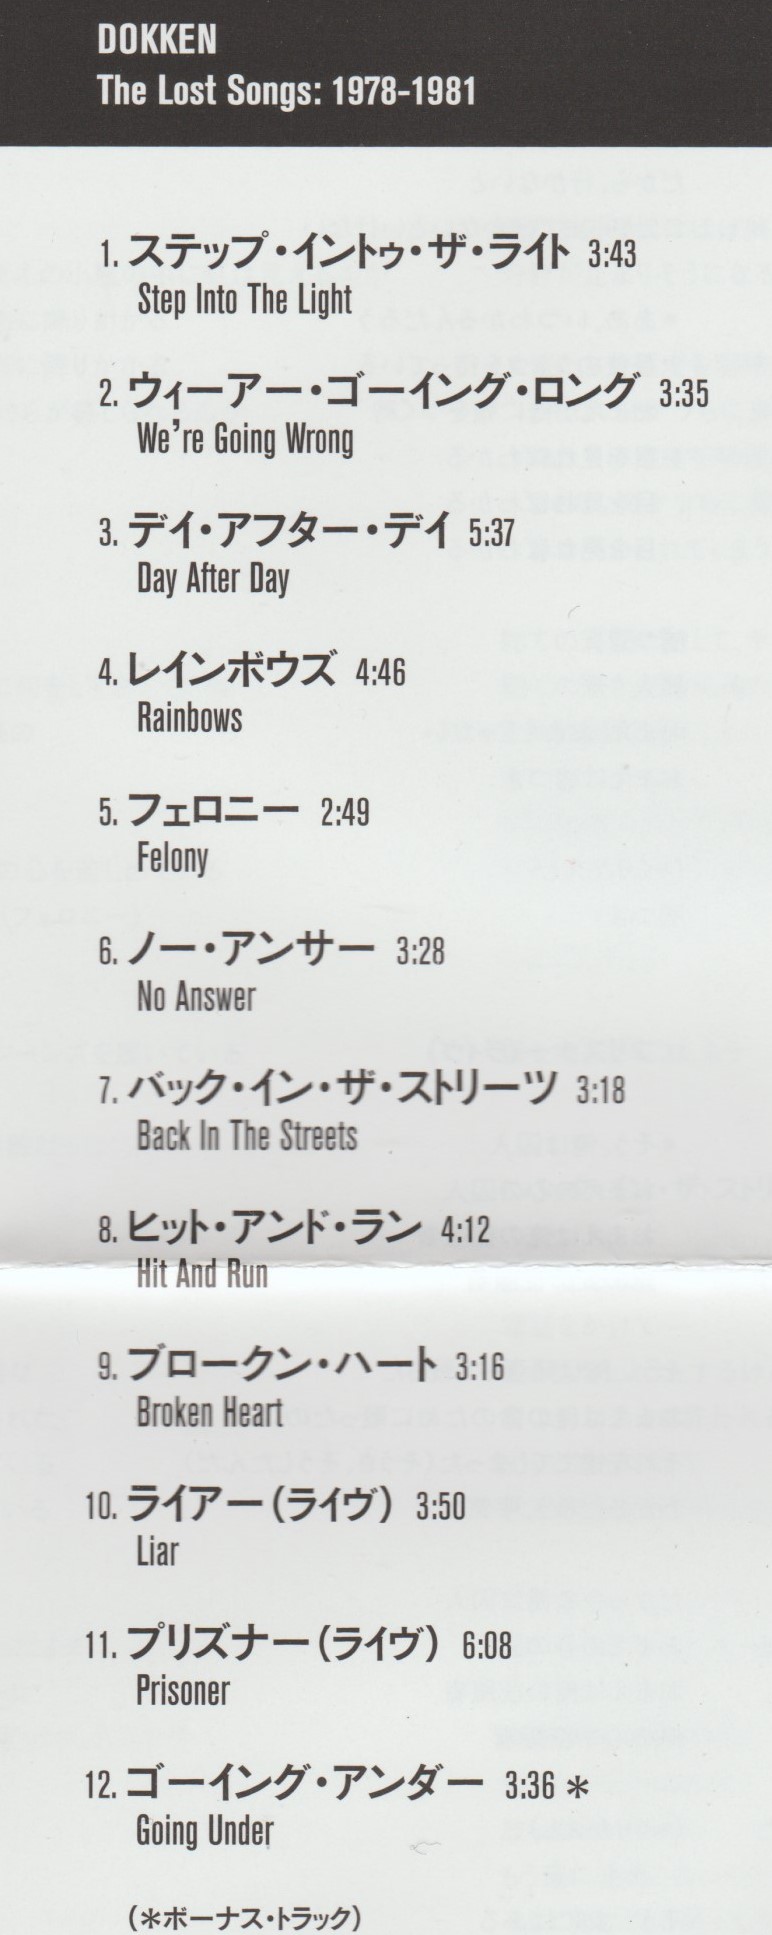 DOKKEN
The Lost Songs: 1978-1981
1. ステップ・イントゥ・ザ・ライト 3:43
Step Into The Light
2. ウィーアー・ゴーイング・ロング 3:35
We're Going Wrong
3. デイ・アフター・デイ 5:37
Day After Day
4. レインボウズ 4:46
Rainbows
5. フェロニー 2:49
Felony
6. ノー・アンサー 3:28
No Answer
7. バック・イン・ザ・ストリーツ 3:18
Back In The Streets
8. ヒット・アンド・ラン 4:12
Hit And Run
9. ブロークン・ハート 3:16
Broken Heart
10. ライアー(ライヴ) 3:50
Liar
11. プリズナー(ライヴ) 6:08
Prisoner
12. ゴーイング・アンダー 3:36 *
Going Under
(*ボーナス・トラック)